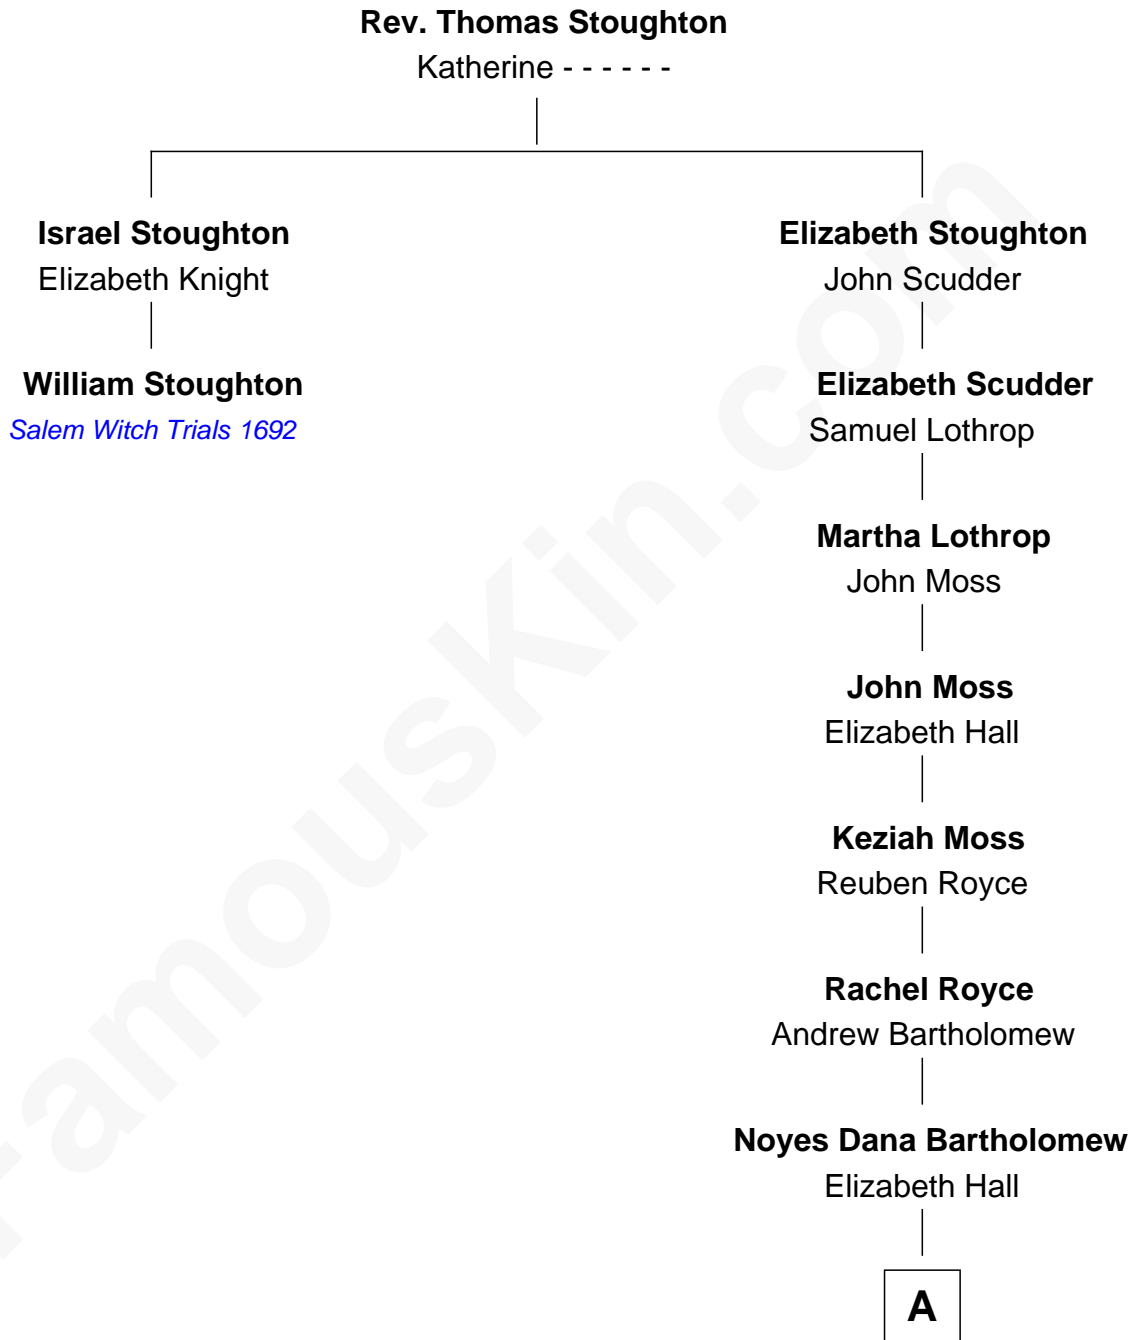 Rev. Thomas Stoughton
Katherine - - - - - -
Israel Stoughton
Elizabeth Knight
William Stoughton
Salem Witch Trials 1692
Elizabeth Stoughton
John Scudder
Elizabeth Scudder
Samuel Lothrop
Martha Lothrop
John Moss
John Moss
Elizabeth Hall
Keziah Moss
Reuben Royce
Rachel Royce
Andrew Bartholomew
Noyes Dana Bartholomew
Elizabeth Hall
A
FamousKin.com